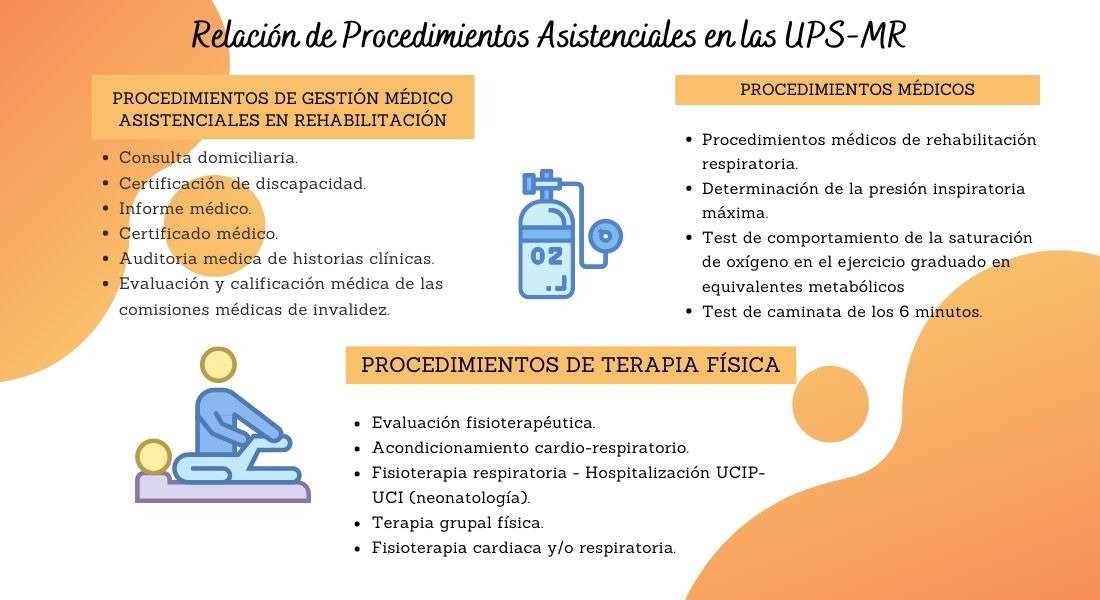 Relación de Procedimientos Asistenciales en las UPS-MR
PROCEDIMIENTOS DE GESTIÓN MÉDICO
ASISTENCIALES EN REHABILITACIÓN
• Consulta domiciliaria.
• Certificación de discapacidad.
• Informe médico.
• Certificado médico.
• Auditoria medica de historias clínicas.
• Evaluación y calificación médica de las
comisiones médicas de invalidez.
O2
PROCEDIMIENTOS MÉDICOS
• Procedimientos médicos de rehabilitación
respiratoria.
• Determinación de la presión inspiratoria
máxima.
• Test de comportamiento de la saturación
de oxígeno en el ejercicio graduado en
equivalentes metabólicos
• Test de caminata de los 6 minutos.
PROCEDIMIENTOS DE TERAPIA FÍSICA
• Evaluación fisioterapéutica.
• Acondicionamiento cardio-respiratorio.
• Fisioterapia respiratoria - Hospitalización UCIP-
UCI (neonatología).
• Terapia grupal física.
• Fisioterapia cardiaca y/o respiratoria.